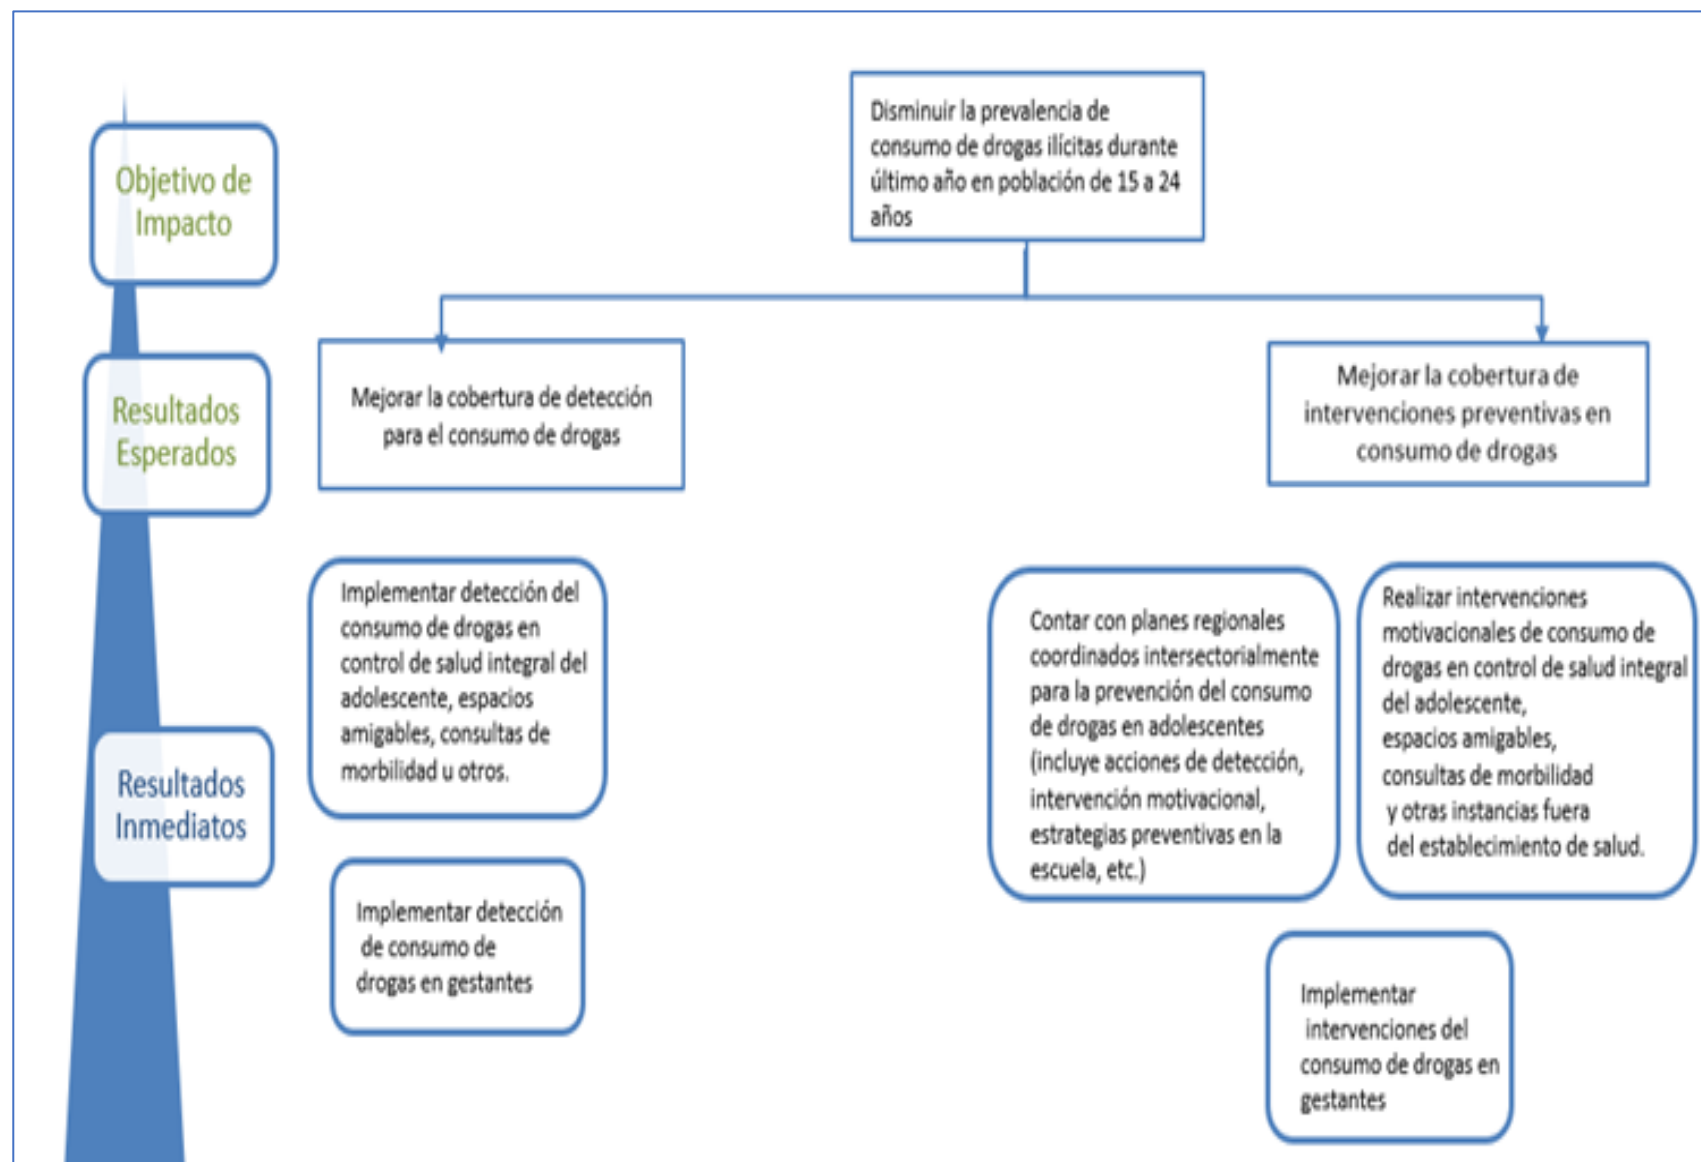 Objetivo de
Impacto
Disminuir la prevalencia de
consumo de drogas ilícitas durante
último año en población de 15 a 24
años
Resultados
Esperados
Mejorar la cobertura de detección
para el consumo de drogas
Mejorar la cobertura de
intervenciones preventivas en
consumo de drogas
Resultados
Inmediatos
Implementar detección del
consumo de drogas en
control de salud integral del
adolescente, espacios
amigables, consultas de
morbilidad u otros.
Implementar detección
de consumo de
drogas en gestantes
Contar con planes regionales
coordinados intersectorialmente
para la prevención del consumo
de drogas en adolescentes
(incluye acciones de detección,
intervención motivacional,
estrategias preventivas en la
escuela, etc.)
Realizar intervenciones
motivacionales de consumo de
drogas en control de salud integral
del adolescente,
espacios amigables,
consultas de morbilidad
y otras instancias fuera
del establecimiento de salud.
Implementar
intervenciones del
consumo de drogas en
gestantes